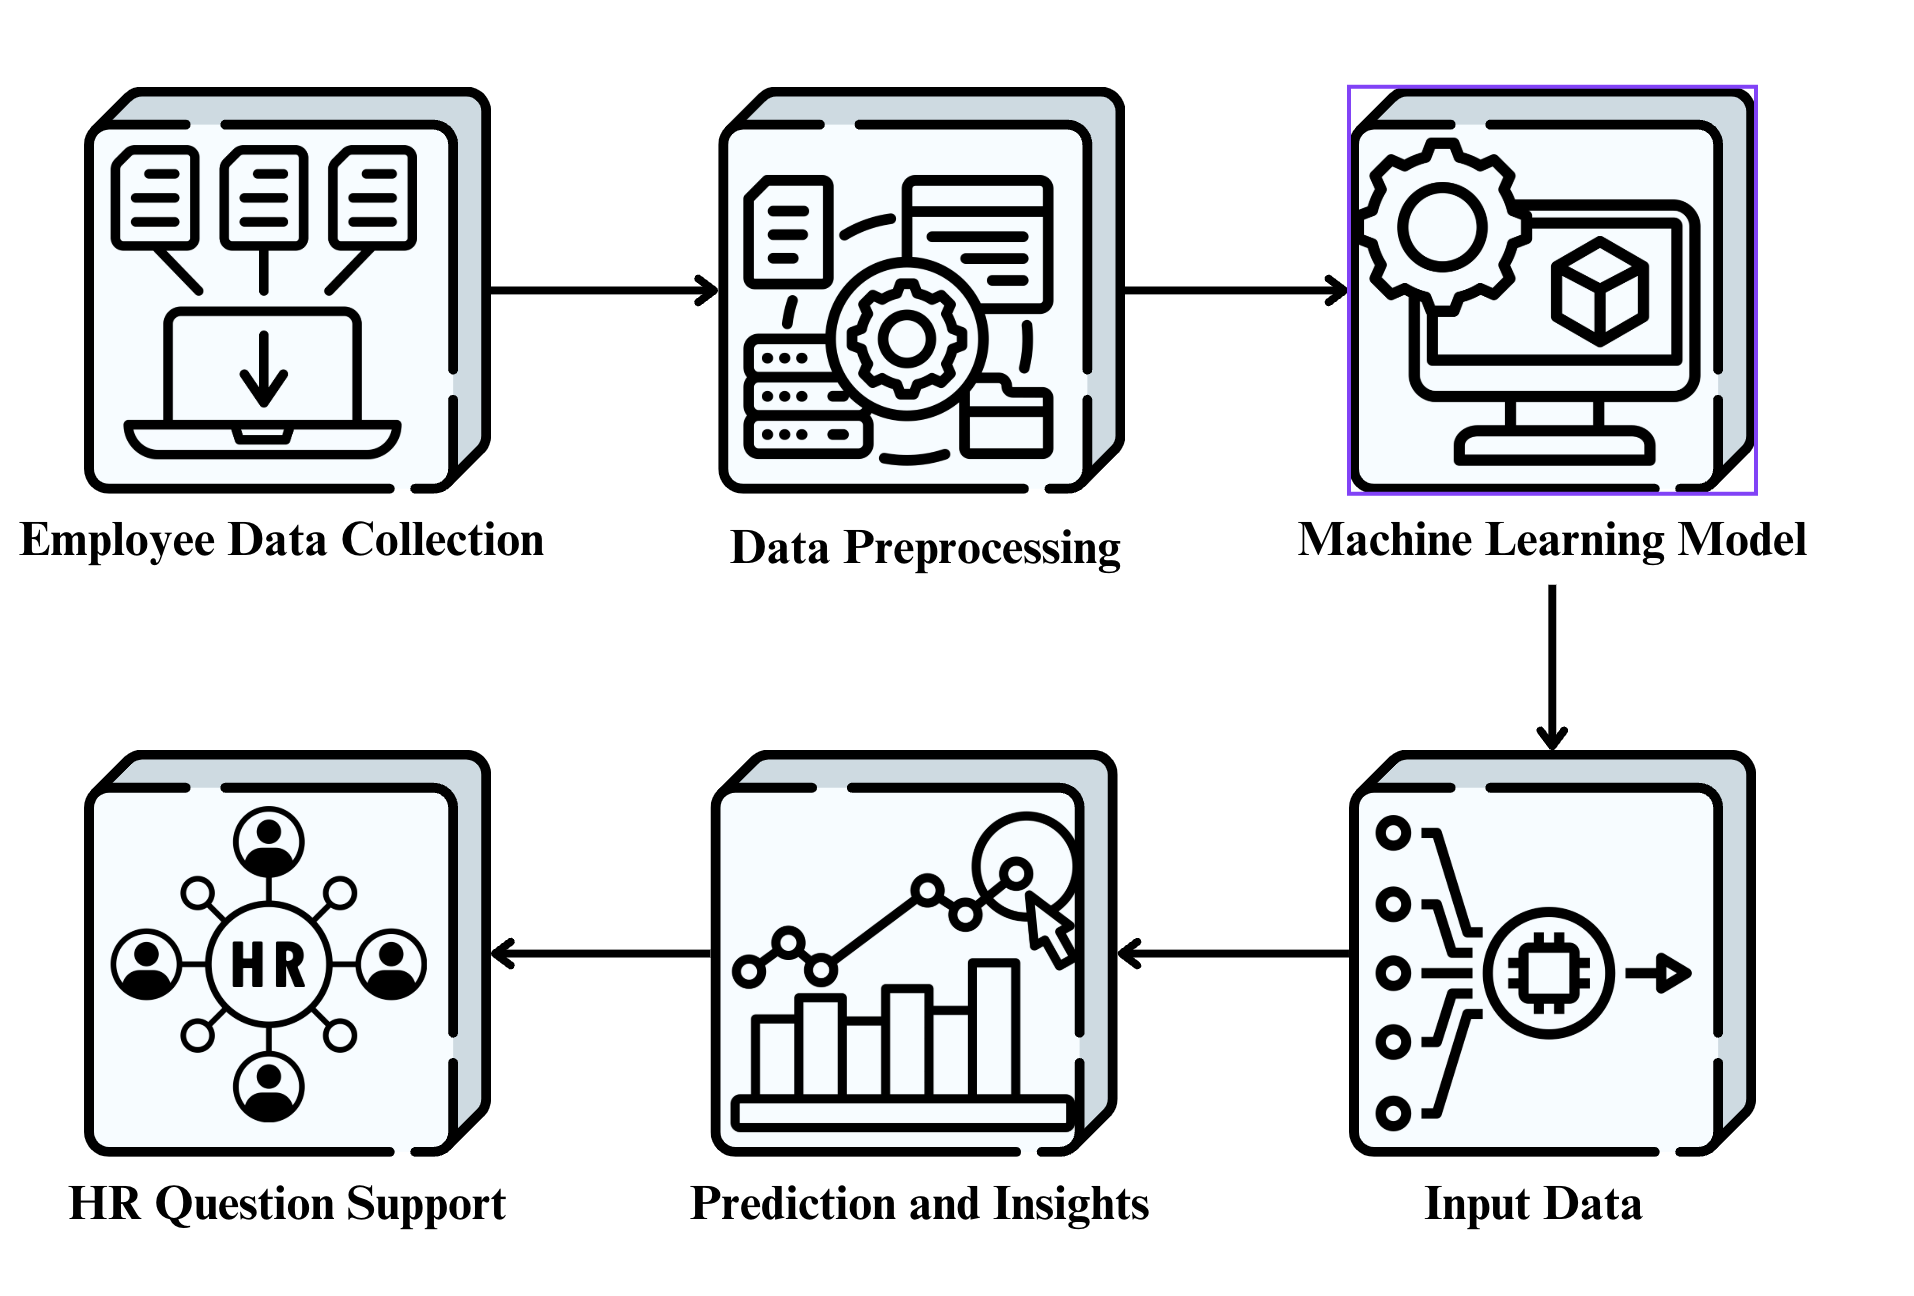 Employee Data Collection
Data Preprocessing
Machine Learning Model
HR
HR Question Support
Prediction and Insights
Input Data